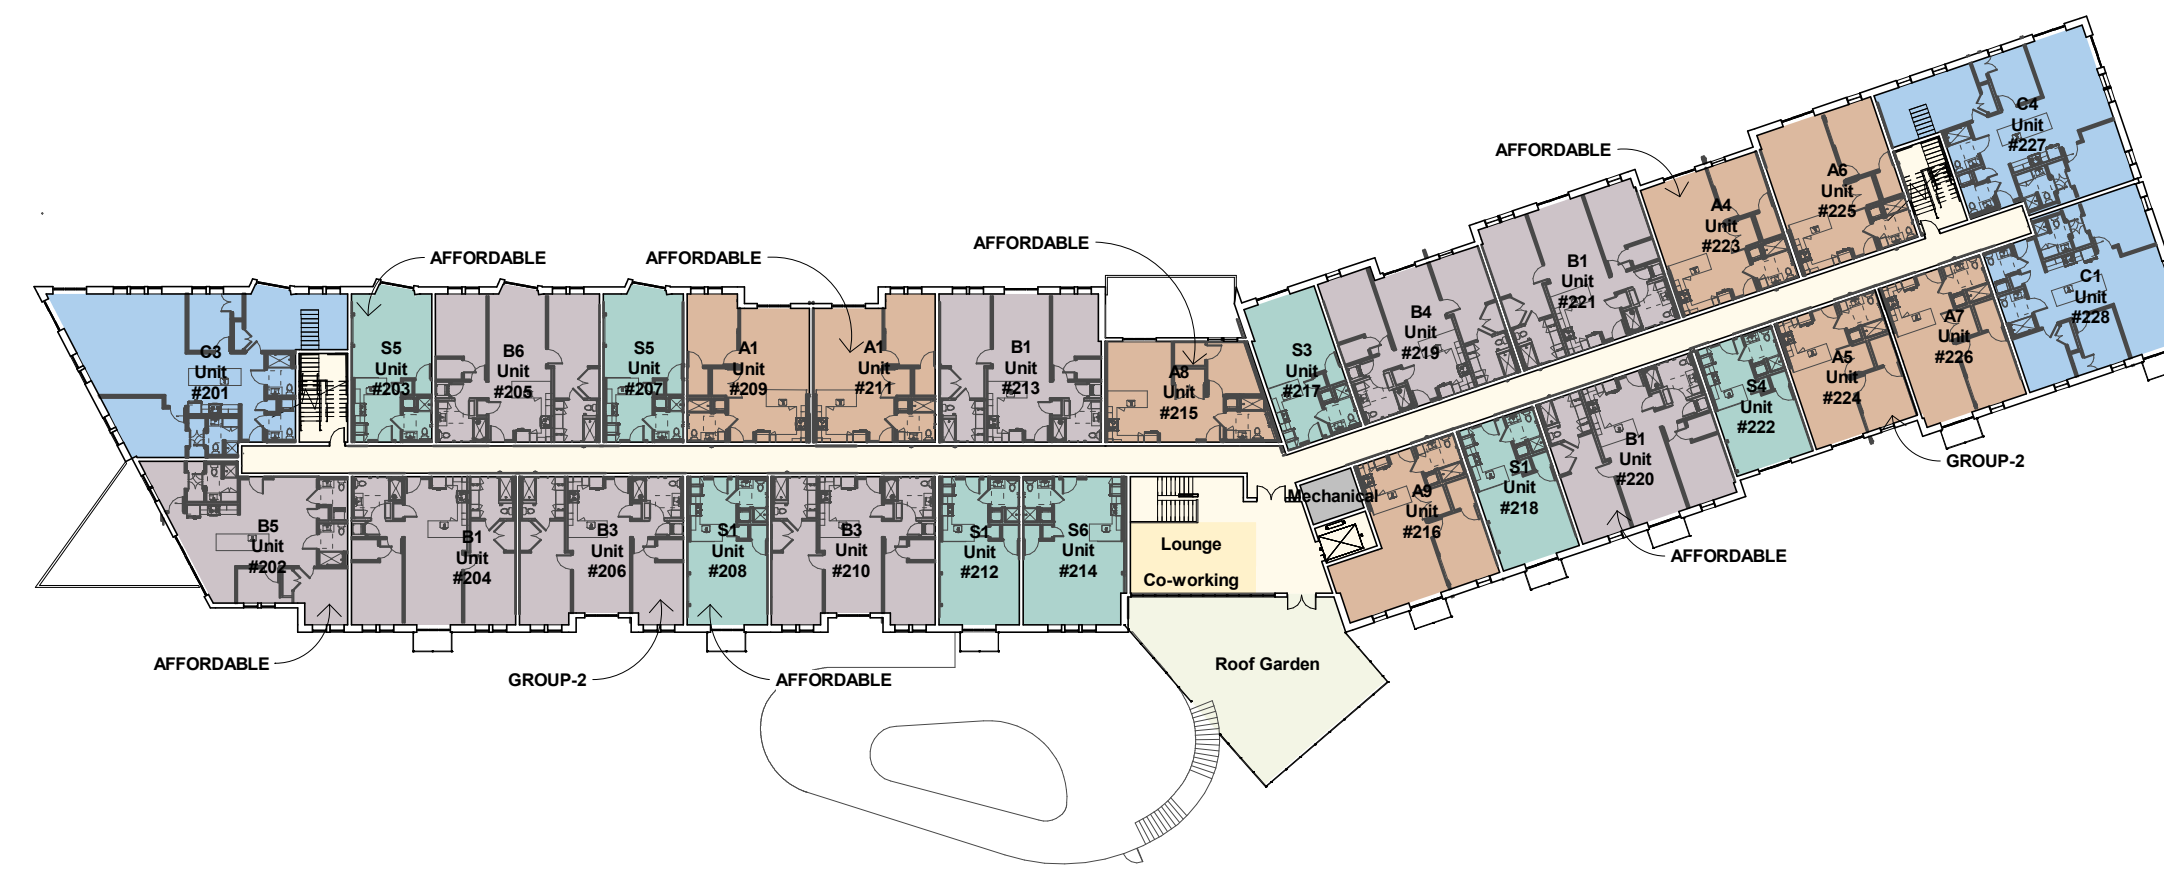 AFFORDABLE
C4
Unit
#227
A6
Unit
#225
A4
Unit
#223
AFFORDABLE
AFFORDABLE
AFFORDABLE
B1
Unit
#221
C1
Unit
#228
B4
Unit
#219
A7
Unit
#226
C3
Unit
#201
S5
Unit
#203
B6
Unit
#205
S5
Unit
#207
A1
Unit
#209
A1
Unit
#211
B1
Unit
#213
A8
Unit
#215
S3
Unit
#217
A5
Unit
#224
S4
Unit
#222
GROUP-2
B1
Unit
#220
S1
Unit
#218
A9
Unit
#216
Mechanical
B5
Unit
#202
B1
Unit
#204
B3
Unit
#206
S1
Unit
#208
B3
Unit
#210
S1
Unit
#212
S6
Unit
#214
Lounge
Co-working
AFFORDABLE
AFFORDABLE
GROUP-2
AFFORDABLE
Roof Garden